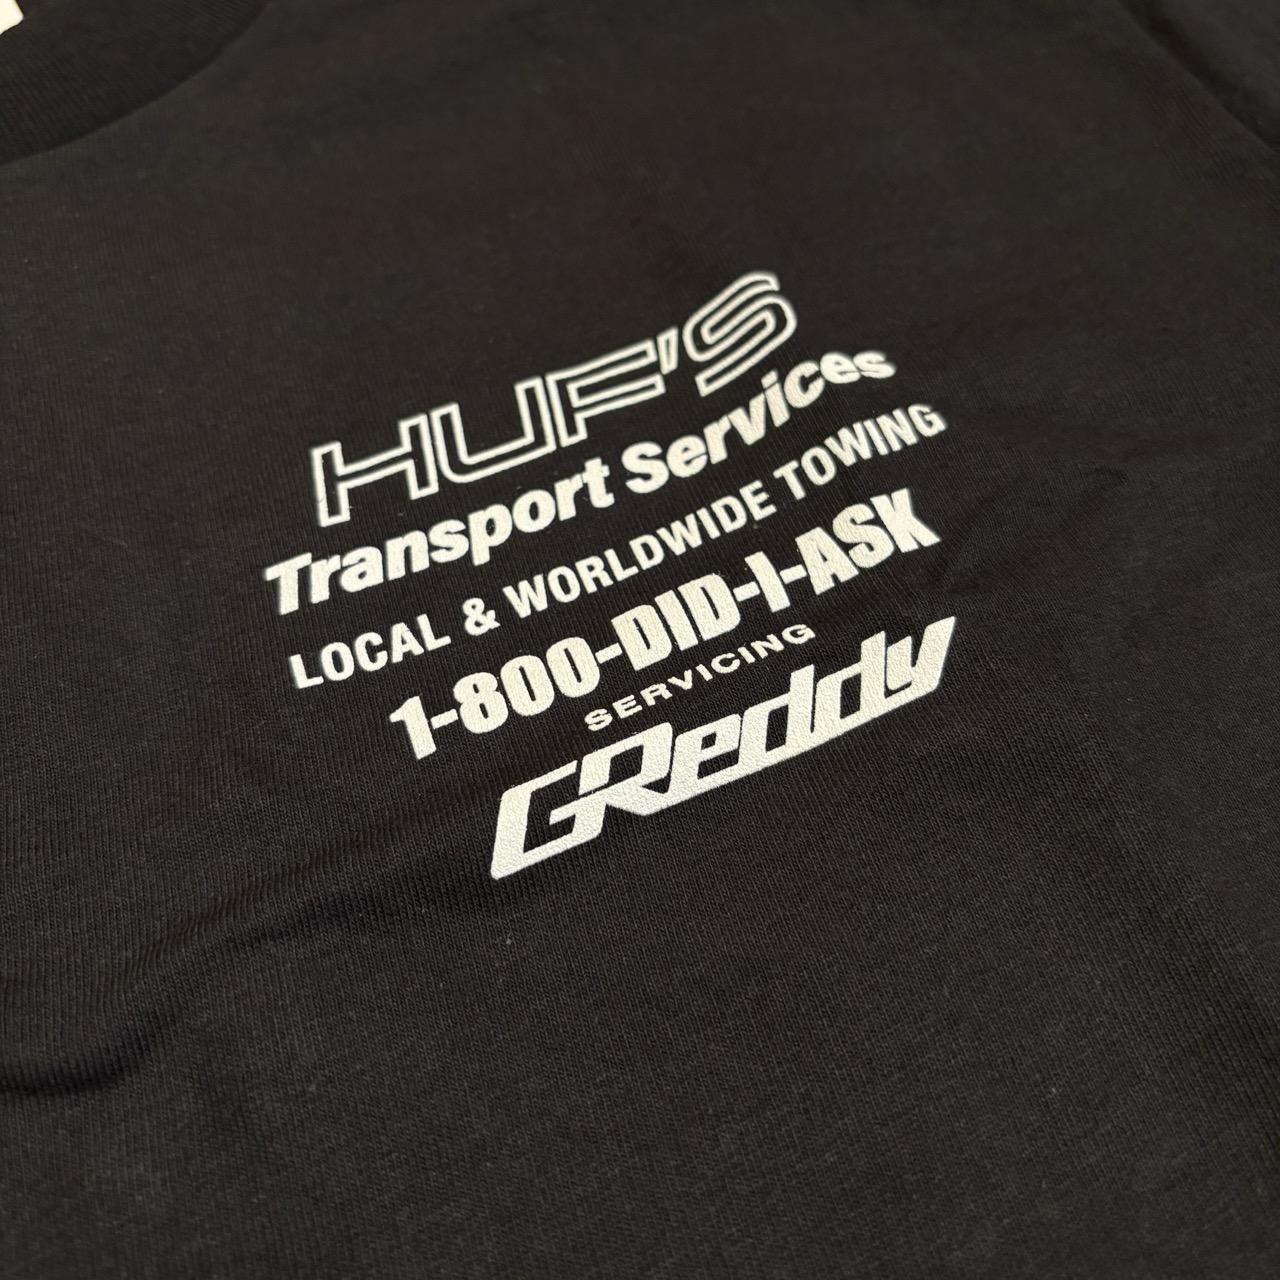 HUF'S
Transport Services
LOCAL & WORLDWIDE TOWING
1-800-DID-I-ASK
SERVICING
GReddy